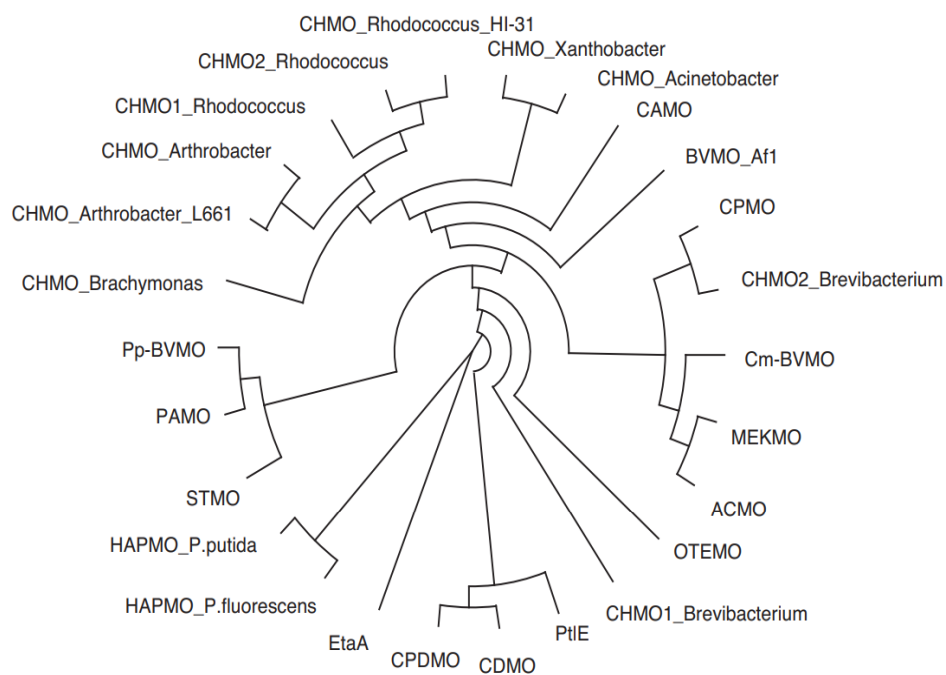 CHMO_Rhodococcus_HI-31
CHMO_Xanthobacter
CHMO2_Rhodococcus
CHMO_Acinetobacter
CHMO1_Rhodococcus
CAMO
CHMO_Arthrobacter
BVMO_Af1
CPMO
CHMO_Arthrobacter_L661
CHMO_Brachymonas
CHMO2_Brevibacterium
Pp-BVMO
Cm-BVMO
PAMO
MEKMO
STMO
ACMO
HAPMO_P.putida
OTEMO
HAPMO_P.fluorescens
CHMO1_Brevibacterium
EtaA
PtlE
CPDMO
CDMO